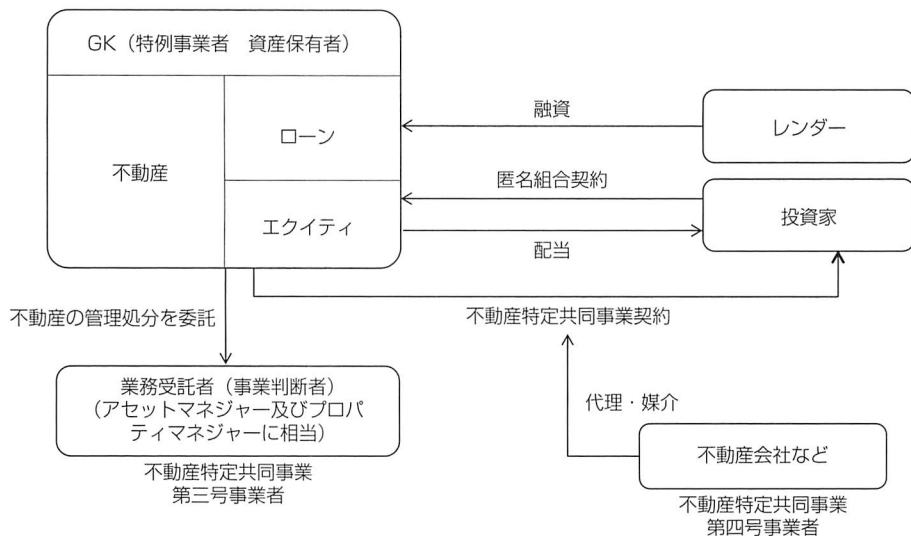 GK（特例事業者　資産保有者）
不動産
ローン
エクイティ
融資
レンダー
匿名組合契約
投資家
配当
不動産の管理処分を委託
不動産特定共同事業契約
業務受託者（事業判断者）
（アセットマネジャー及びプロパ
ティマネジャーに相当）
不動産特定共同事業
第三号事業者
代理・媒介
不動産会社など
不動産特定共同事業
第四号事業者